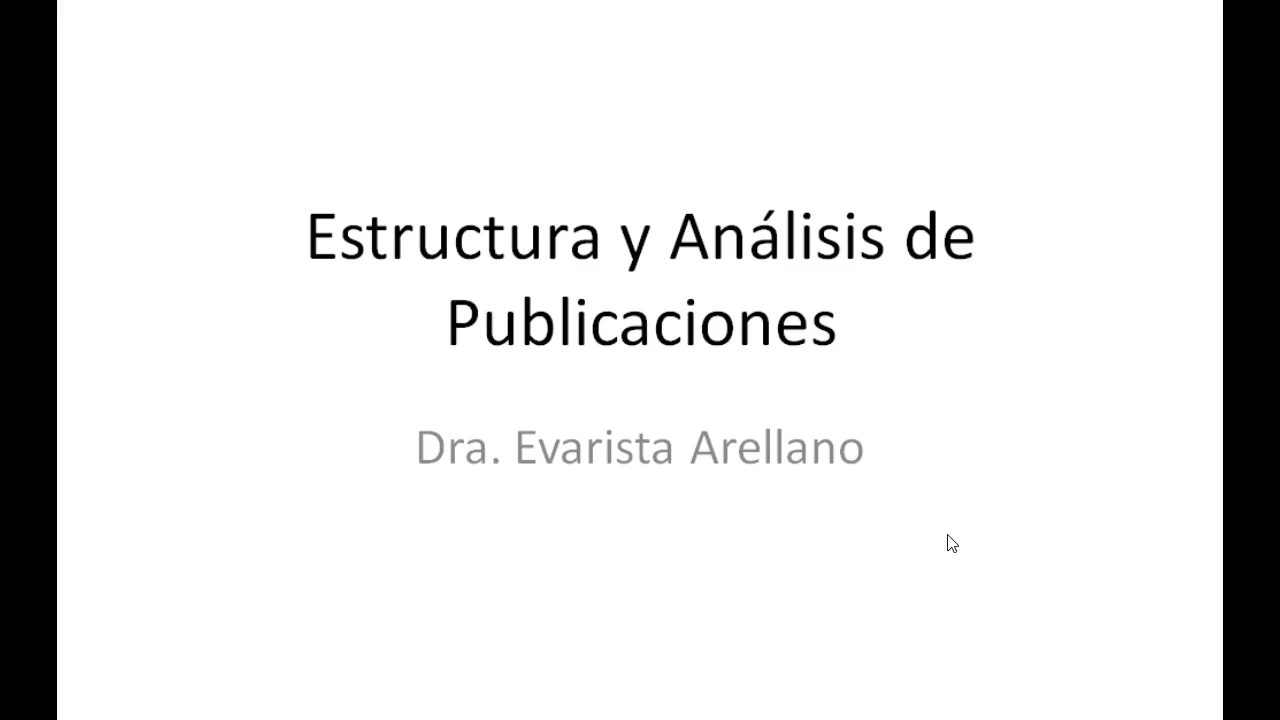 Estructura y Análisis de
Publicaciones
Dra. Evarista Arellano